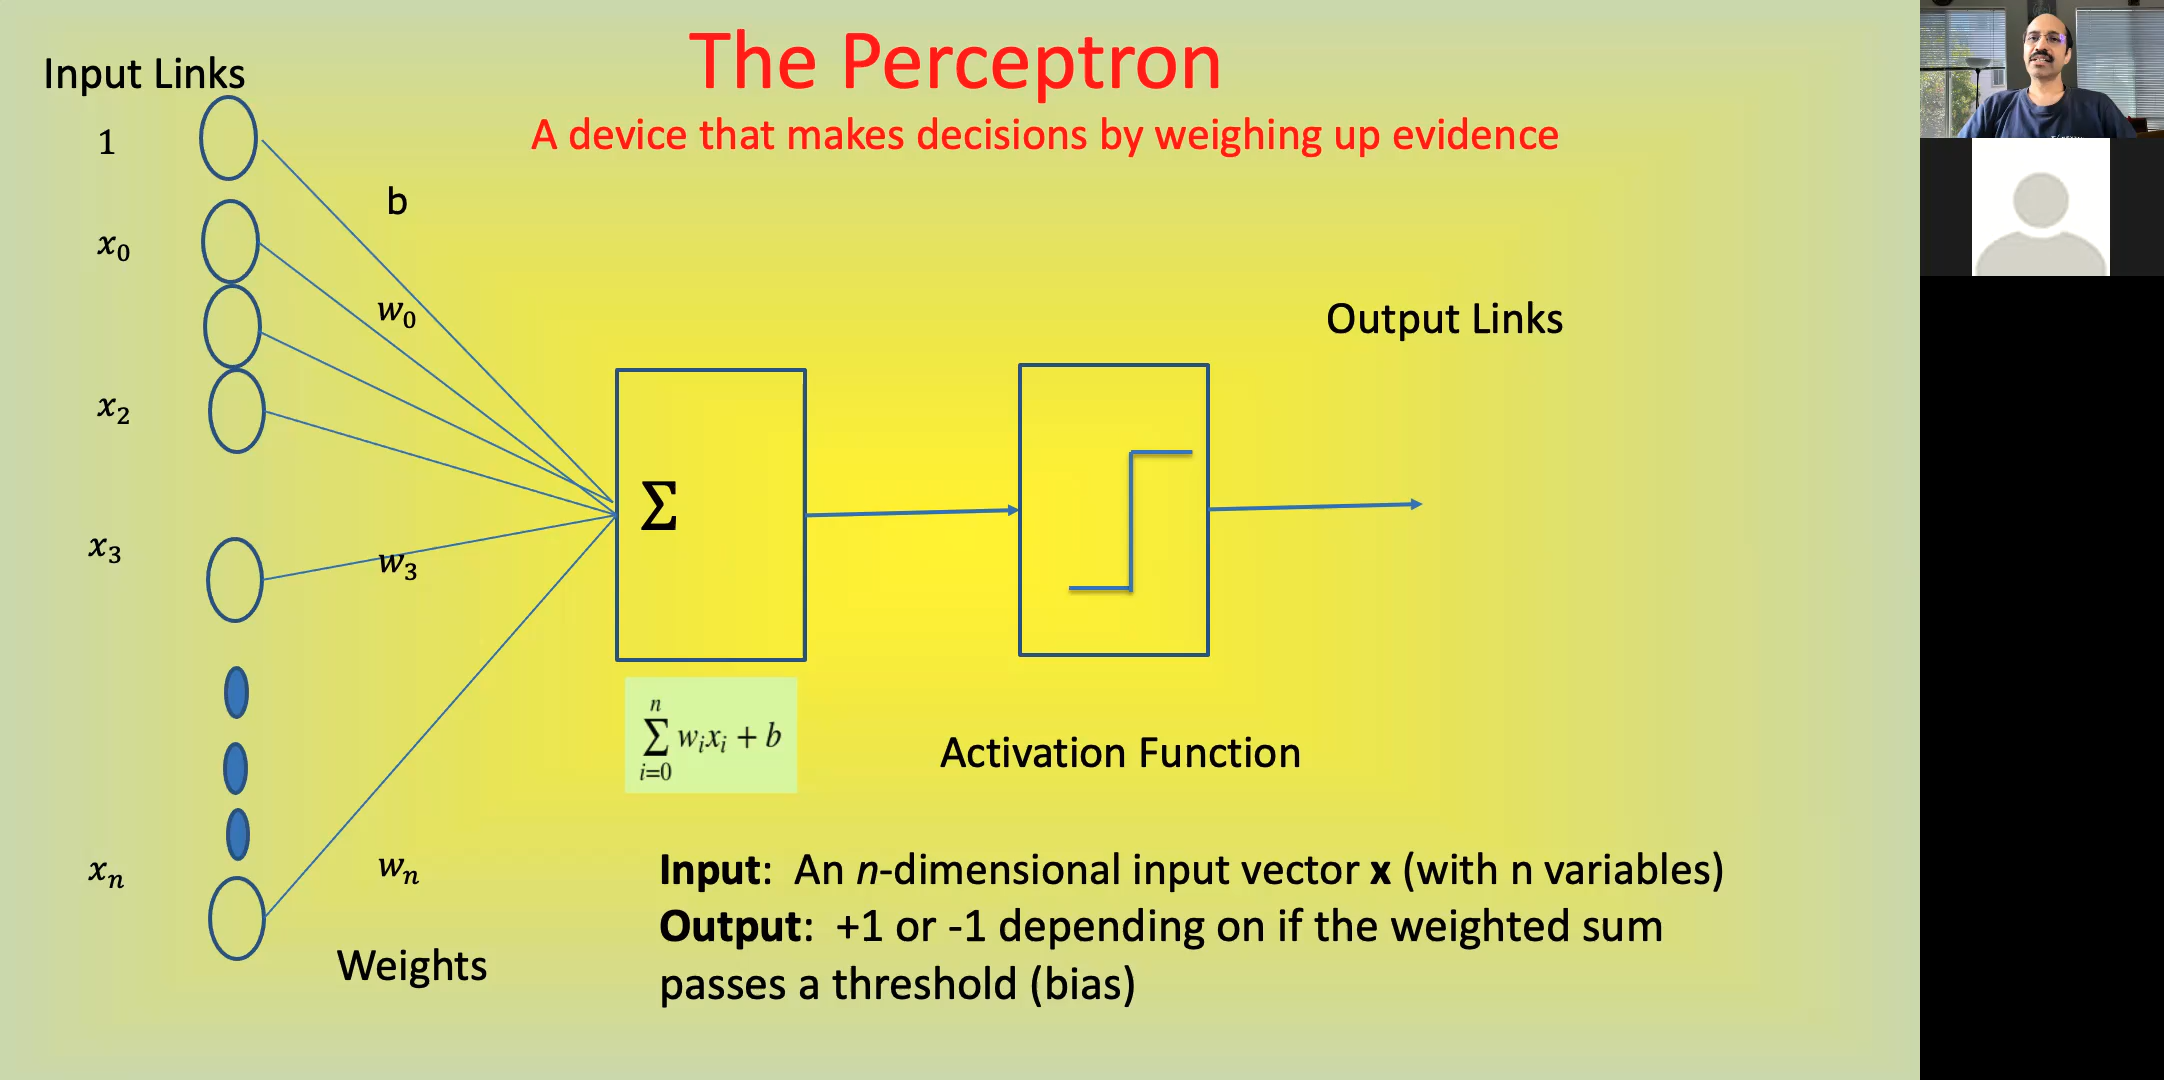 The Perceptron
A device that makes decisions by weighing up evidence
Input Links
1
b
x₀
w₀
x₂
x₃
w₃
xₙ
wₙ
Weights
Σ
Output Links
n
∑ wᵢxᵢ + b
i=0
Activation Function
Input: An n-dimensional input vector x (with n variables)
Output: +1 or -1 depending on if the weighted sum
passes a threshold (bias)